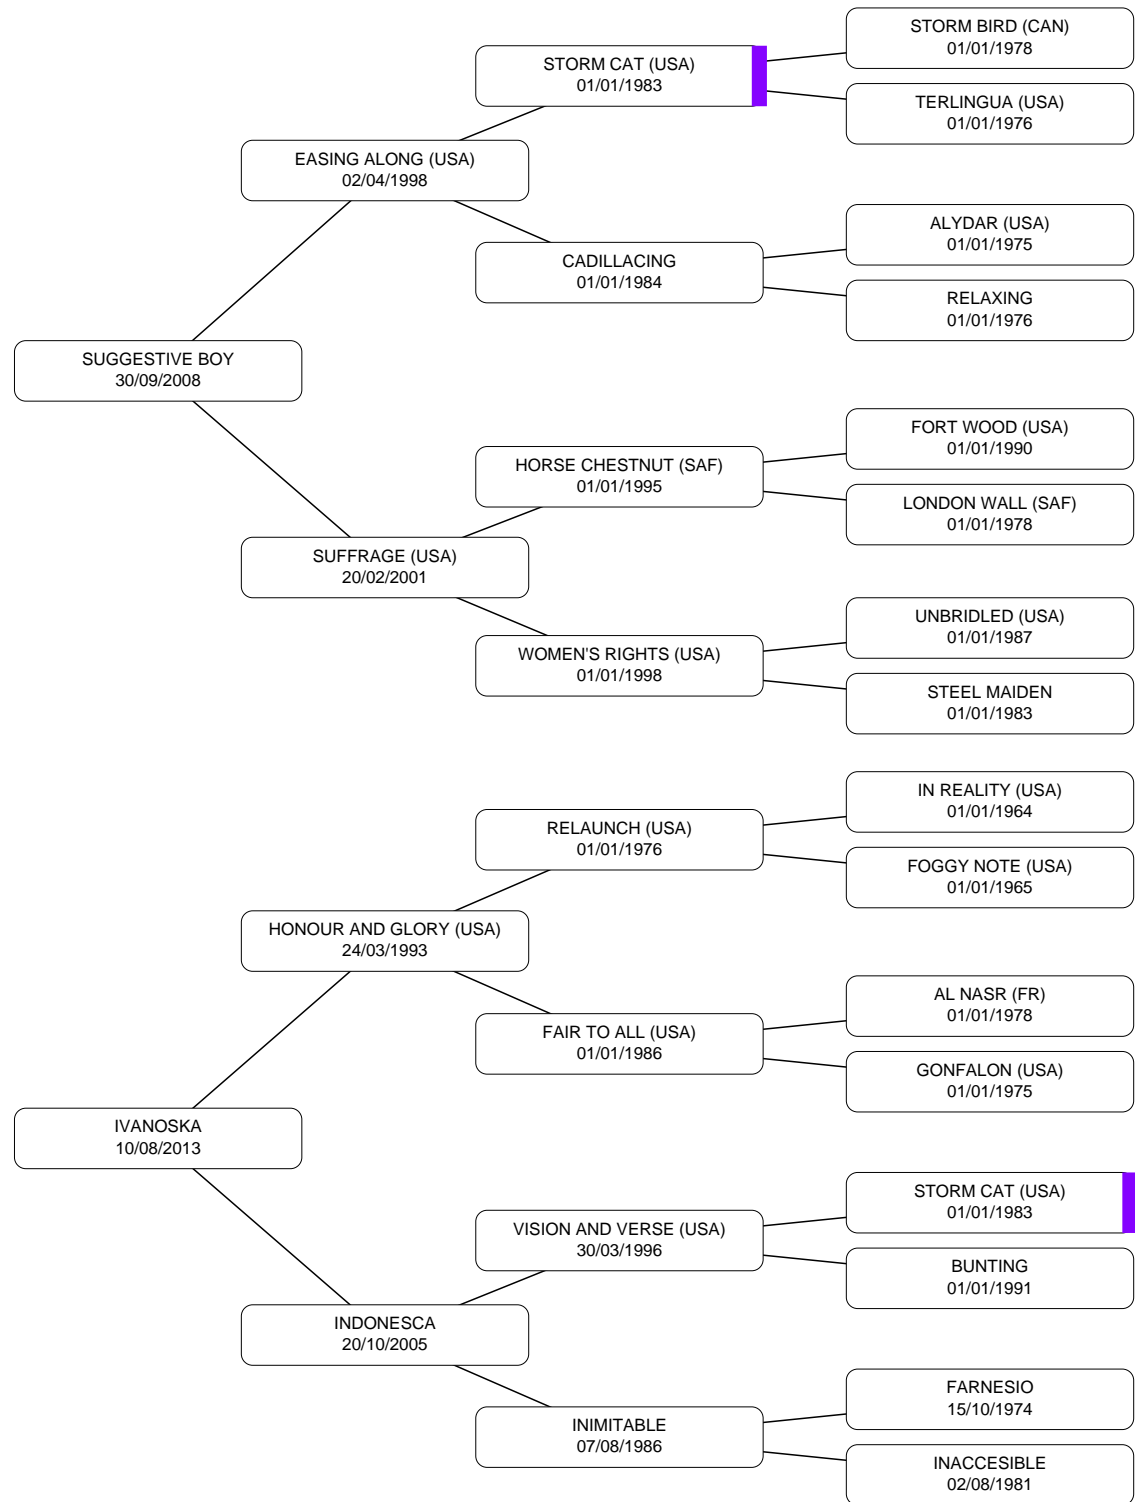 STORM BIRD (CAN)
01/01/1978
STORM CAT (USA)
01/01/1983
TERLINGUA (USA)
01/01/1976
EASING ALONG (USA)
02/04/1998
ALYDAR (USA)
01/01/1975
CADILLACING
01/01/1984
RELAXING
01/01/1976
SUGGESTIVE BOY
30/09/2008
FORT WOOD (USA)
01/01/1990
HORSE CHESTNUT (SAF)
01/01/1995
LONDON WALL (SAF)
01/01/1978
SUFFRAGE (USA)
20/02/2001
UNBRIDLED (USA)
01/01/1987
WOMEN'S RIGHTS (USA)
01/01/1998
STEEL MAIDEN
01/01/1983
IN REALITY (USA)
01/01/1964
RELAUNCH (USA)
01/01/1976
FOGGY NOTE (USA)
01/01/1965
HONOUR AND GLORY (USA)
24/03/1993
AL NASR (FR)
01/01/1978
FAIR TO ALL (USA)
01/01/1986
GONFALON (USA)
01/01/1975
IVANOSKA
10/08/2013
STORM CAT (USA)
01/01/1983
VISION AND VERSE (USA)
30/03/1996
BUNTING
01/01/1991
INDONESCA
20/10/2005
FARNESIO
15/10/1974
INIMITABLE
07/08/1986
INACCESIBLE
02/08/1981